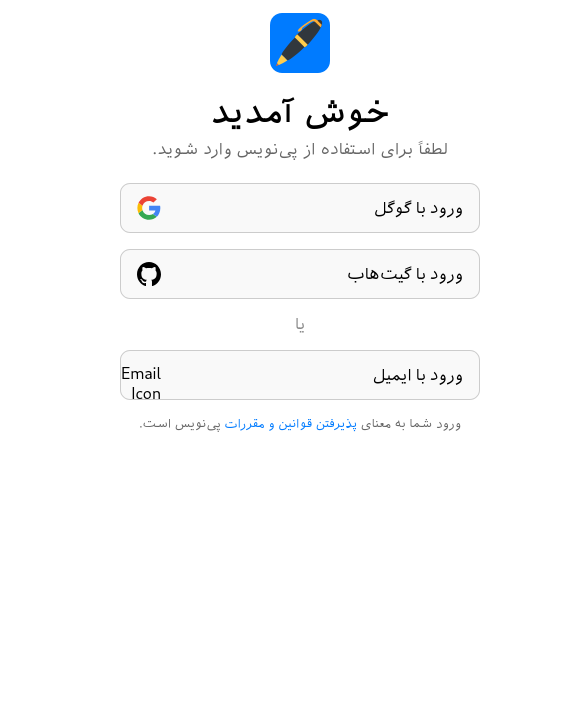 خوش آمدید
لطفاً برای استفاده از پی‌نویس وارد شوید.
ورود با گوگل
ورود با گیت‌هاب
یا
ورود با ایمیل
Email
Icon
ورود شما به معنای پذیرفتن قوانین و مقررات پی‌نویس است.